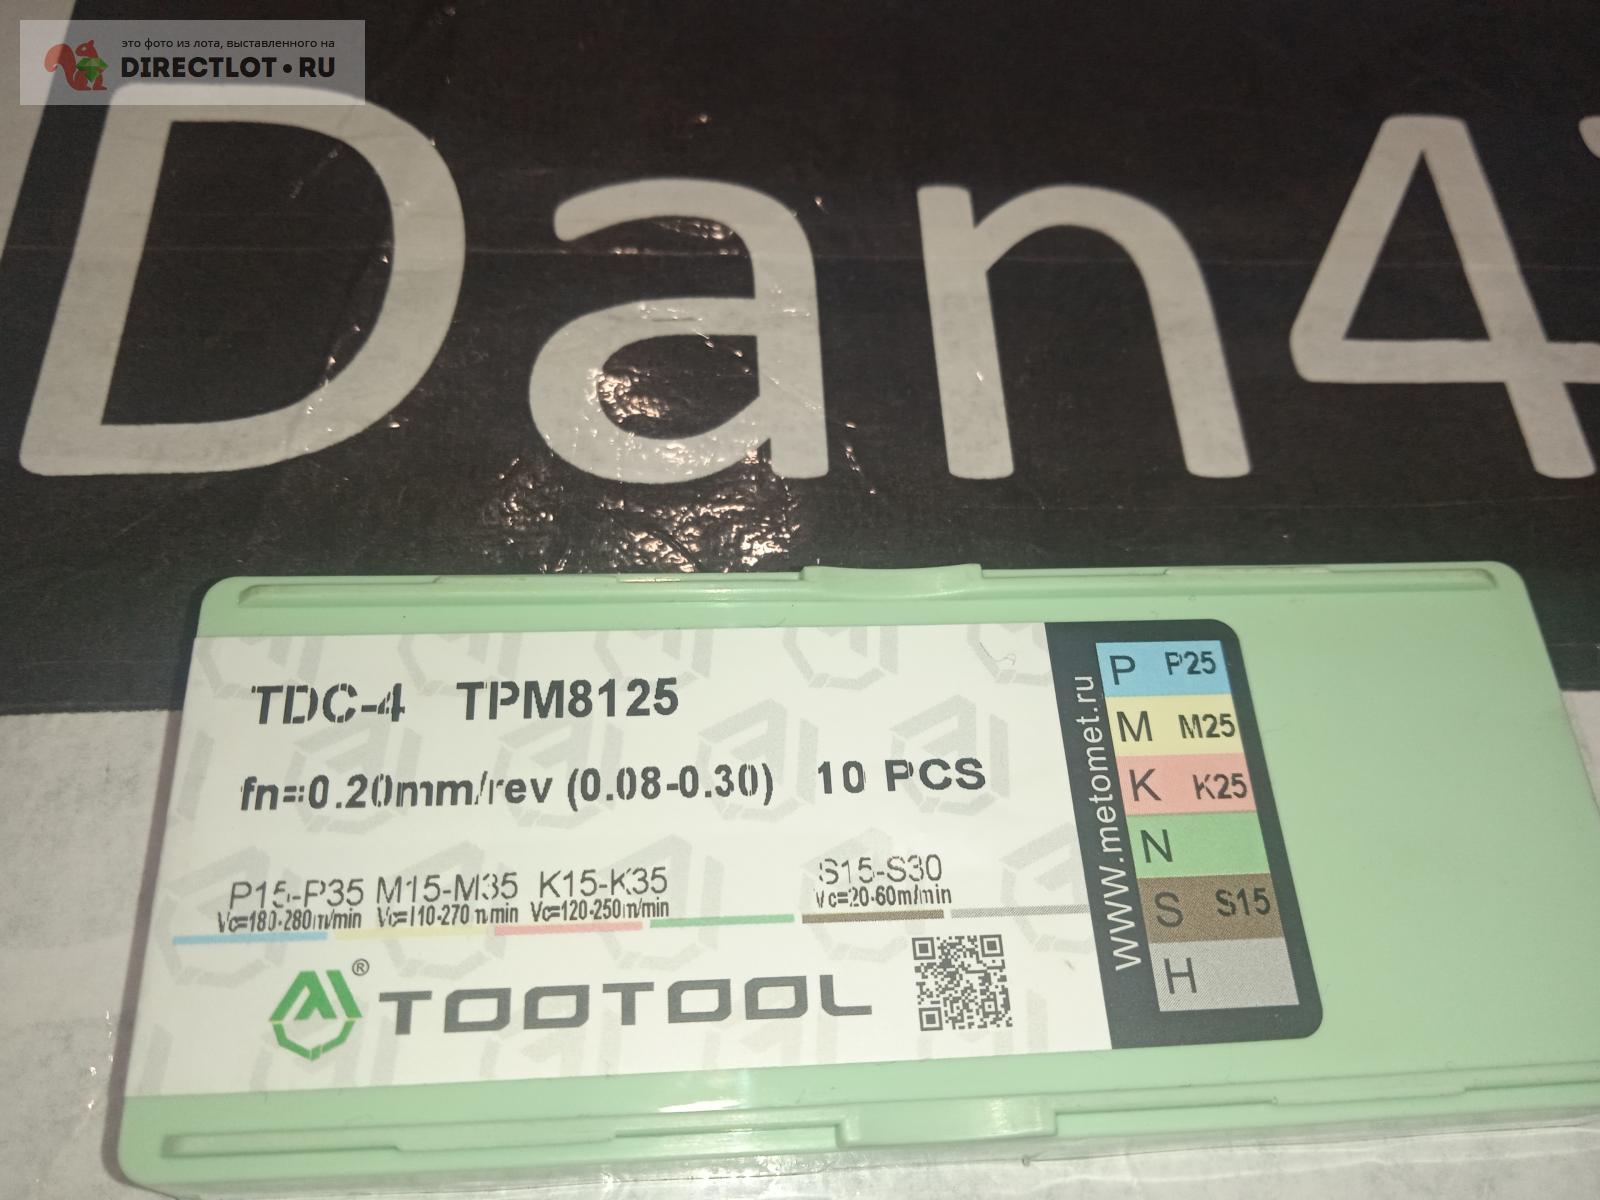 это фото из лота, выставленного на
DIRECTLOT•RU
Dan4
TDC-4 TPM8125
fn=0.20mm/rev (0.08-0.30) 10 PCS
P15-P35 M15-M35 K15-K35 S15-S30
Vc=180-280m/min Vc=110-270 m/min Vc=120-250m/min Vc=20-60m/min
® TOOTOOL
www.metomet.ru
P P25
M M25
K K25
N
S S15
H